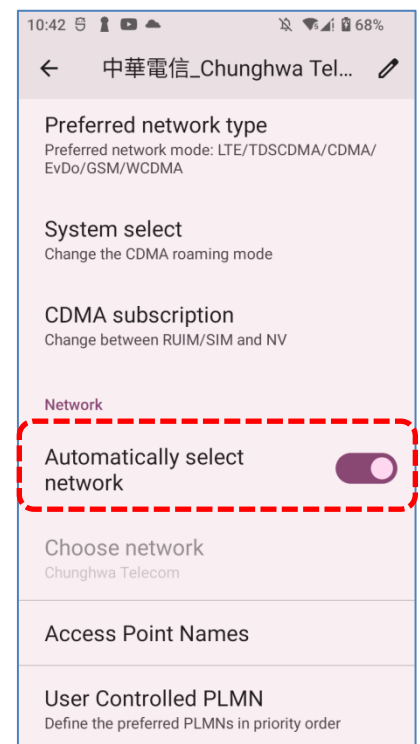 10:42 68%
中華電信_Chunghwa Tel...
Preferred network type
Preferred network mode: LTE/TDSCDMA/CDMA/
EvDo/GSM/WCDMA
System select
Change the CDMA roaming mode
CDMA subscription
Change between RUIM/SIM and NV
Network
Automatically select
network
Choose network
Chunghwa Telecom
Access Point Names
User Controlled PLMN
Define the preferred PLMNs in priority order